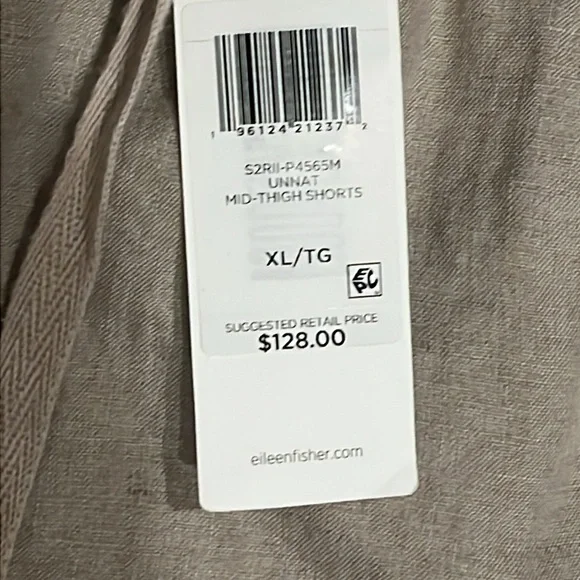 1 96124 21237 2
S2RII-P4565M
UNNAT
MID-THIGH SHORTS
XL/TG
SUGGESTED RETAIL PRICE
$128.00
eileenfisher.com